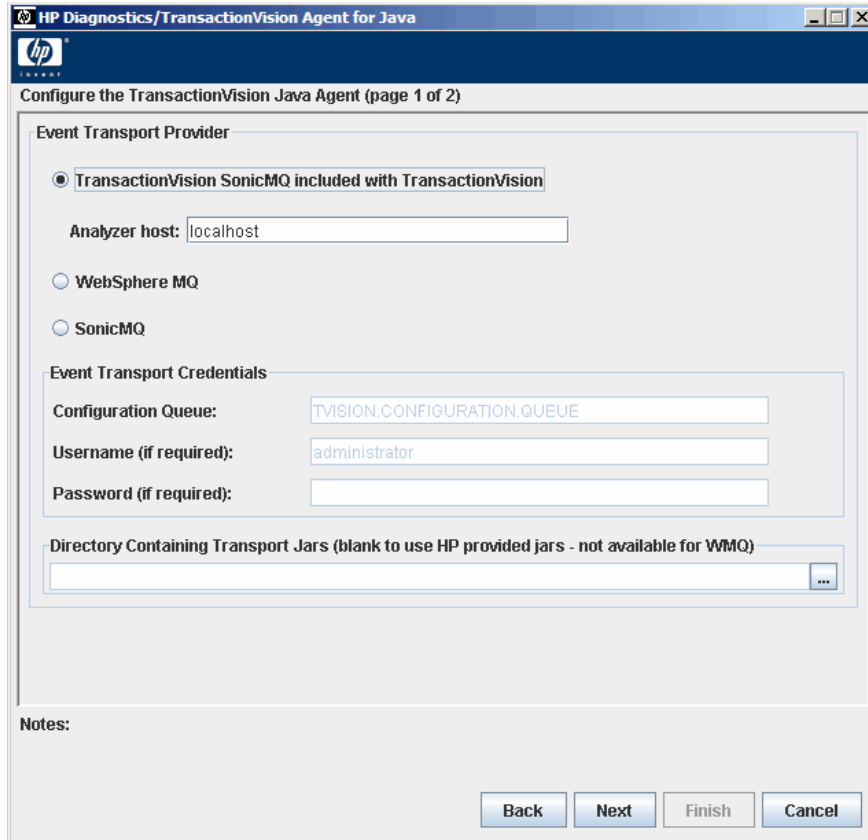 HP Diagnostics/TransactionVision Agent for Java
hp
invent
Configure the TransactionVision Java Agent (page 1 of 2)
Event Transport Provider
TransactionVision SonicMQ included with TransactionVision
Analyzer host: localhost
WebSphere MQ
SonicMQ
Event Transport Credentials
Configuration Queue: TVISION.CONFIGURATION.QUEUE
Username (if required): administrator
Password (if required):
Directory Containing Transport Jars (blank to use HP provided jars - not available for WMQ)
...
Notes:
Back Next Finish Cancel